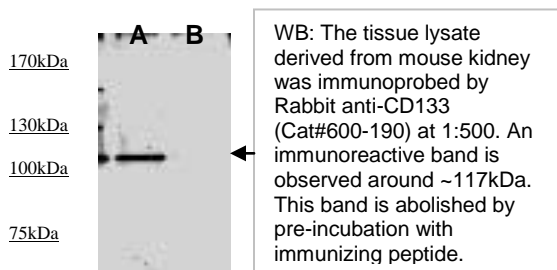 A B
170kDa
130kDa
100kDa
75kDa
WB: The tissue lysate
derived from mouse kidney
was immunoprobed by
Rabbit anti-CD133
(Cat#600-190) at 1:500. An
immunoreactive band is
observed around ~117kDa.
This band is abolished by
pre-incubation with
immunizing peptide.